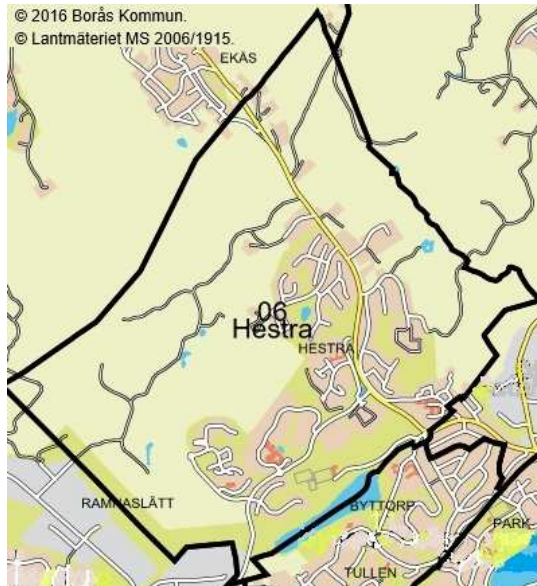 © 2016 Borås Kommun.
© Lantmäteriet MS 2006/1915.
EKÅS
06
Hestra
HESTRA
RAMNASLÄTT
BYTTORP
PARK
TULLEN